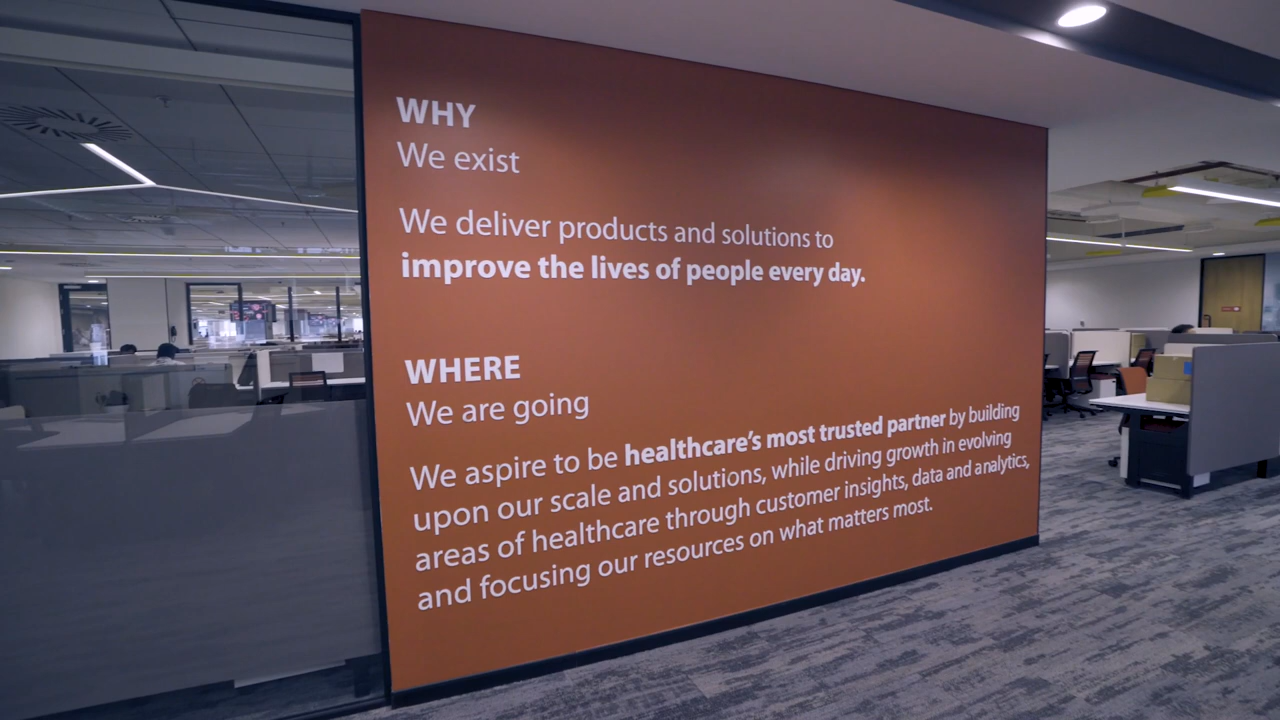 WHY
We exist
We deliver products and solutions to
improve the lives of people every day.
WHERE
We are going
We aspire to be healthcare's most trusted partner by building
upon our scale and solutions, while driving growth in evolving
areas of healthcare through customer insights, data and analytics,
and focusing our resources on what matters most.